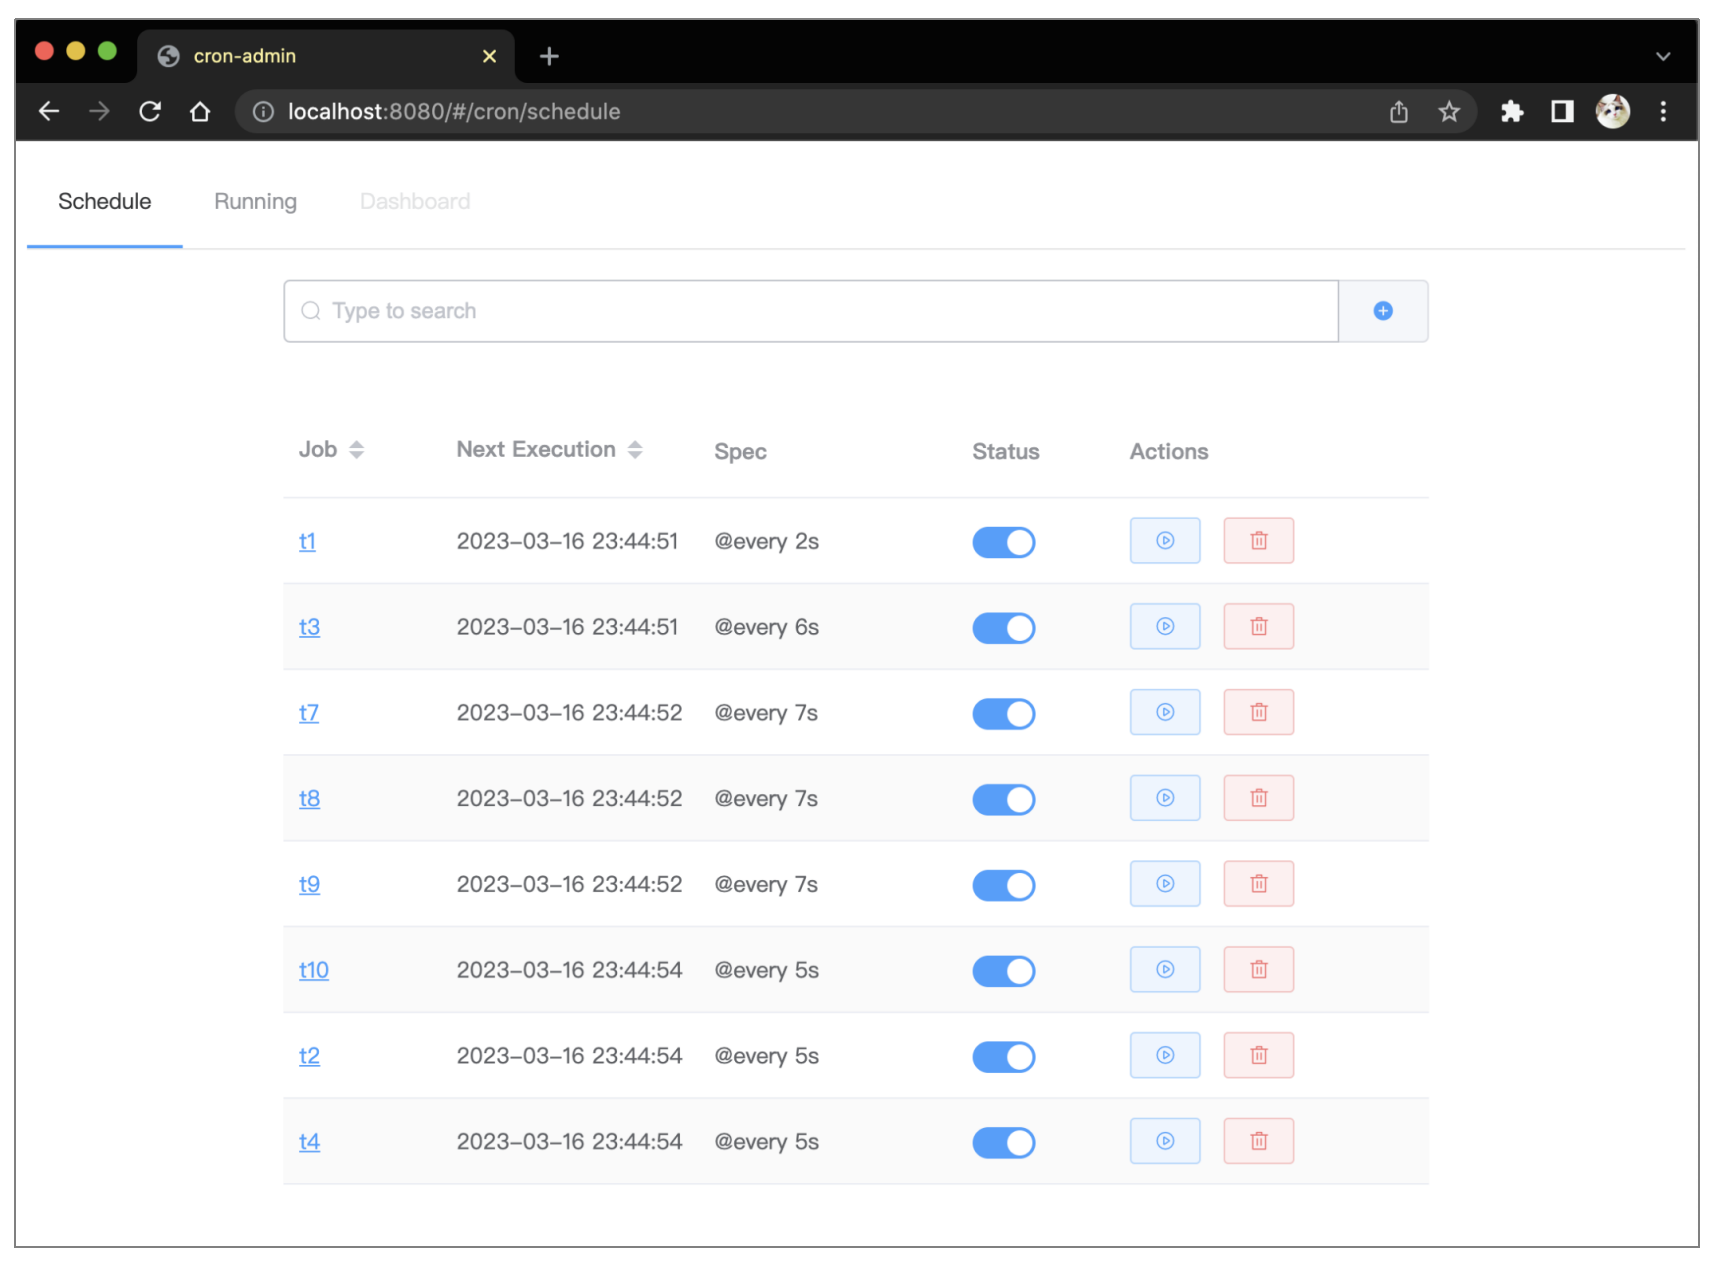 cron-admin
localhost:8080/#/cron/schedule
Schedule Running Dashboard
Type to search
Job Next Execution Spec Status Actions
t1 2023-03-16 23:44:51 @every 2s
t3 2023-03-16 23:44:51 @every 6s
t7 2023-03-16 23:44:52 @every 7s
t8 2023-03-16 23:44:52 @every 7s
t9 2023-03-16 23:44:52 @every 7s
t10 2023-03-16 23:44:54 @every 5s
t2 2023-03-16 23:44:54 @every 5s
t4 2023-03-16 23:44:54 @every 5s